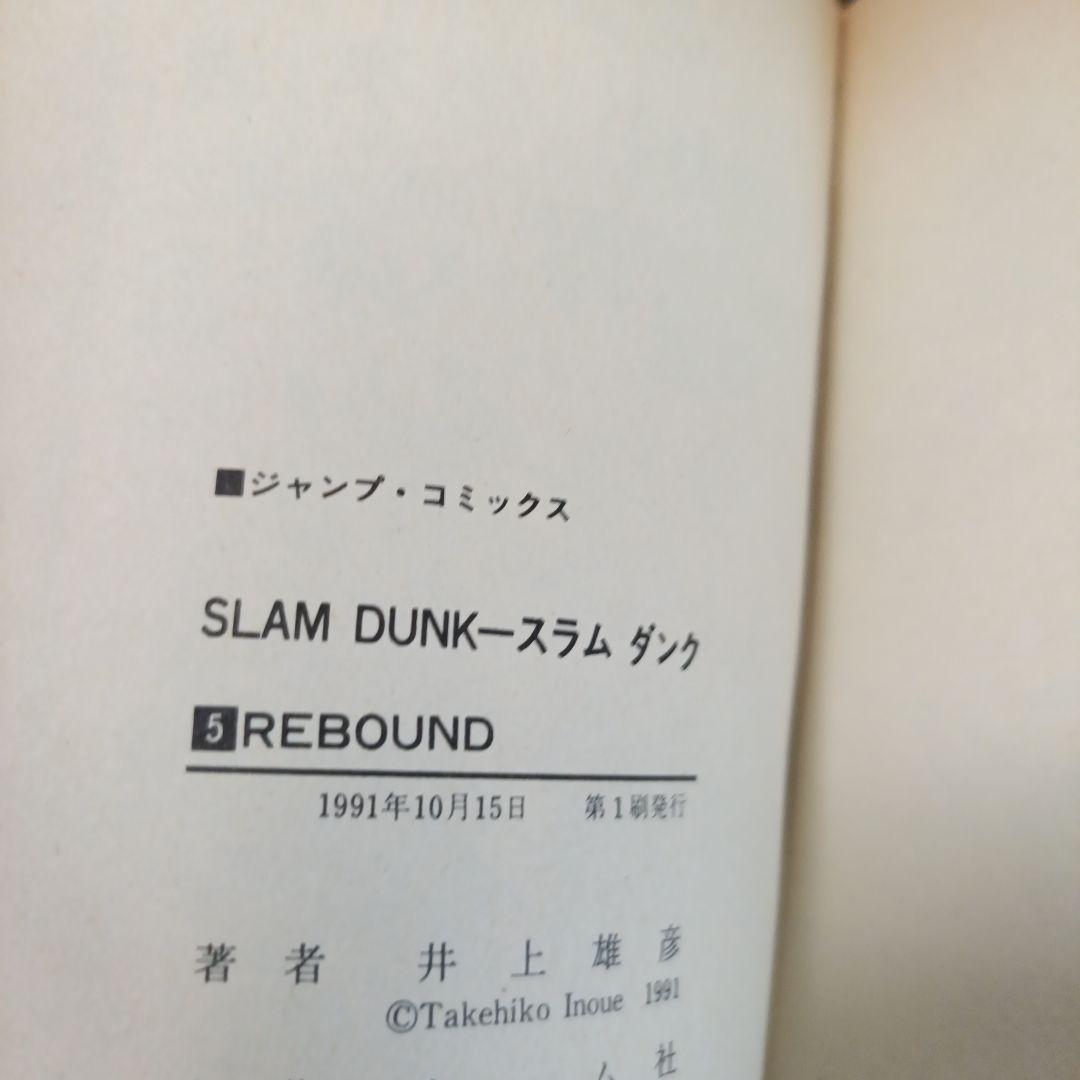 ■ジャンプ・コミックス
SLAM DUNK—スラム ダンク
5 REBOUND
1991年10月15日 第1刷発行
著者 井上雄彦
©Takehiko Inoue 1991
ム社